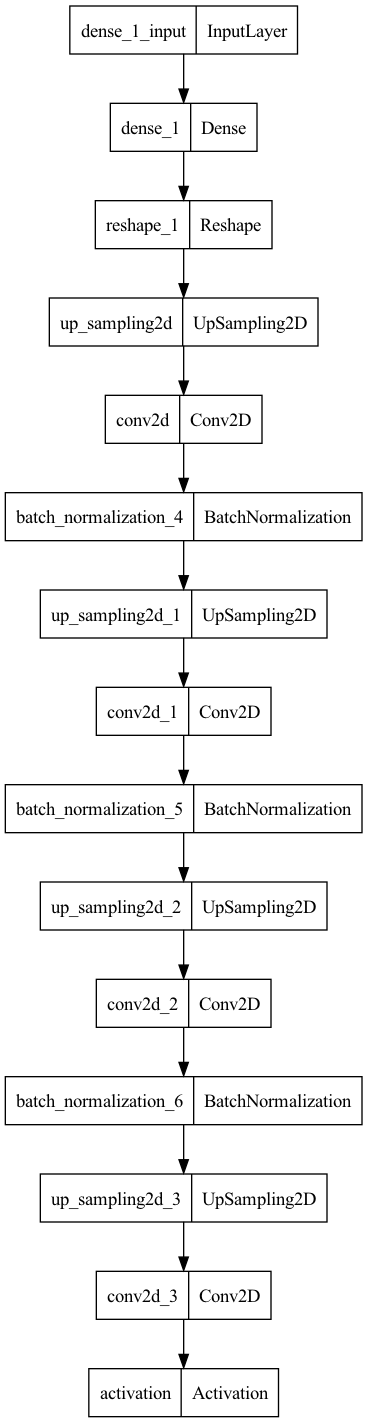 dense_1_input InputLayer
dense_1 Dense
reshape_1 Reshape
up_sampling2d UpSampling2D
conv2d Conv2D
batch_normalization_4 BatchNormalization
up_sampling2d_1 UpSampling2D
conv2d_1 Conv2D
batch_normalization_5 BatchNormalization
up_sampling2d_2 UpSampling2D
conv2d_2 Conv2D
batch_normalization_6 BatchNormalization
up_sampling2d_3 UpSampling2D
conv2d_3 Conv2D
activation Activation